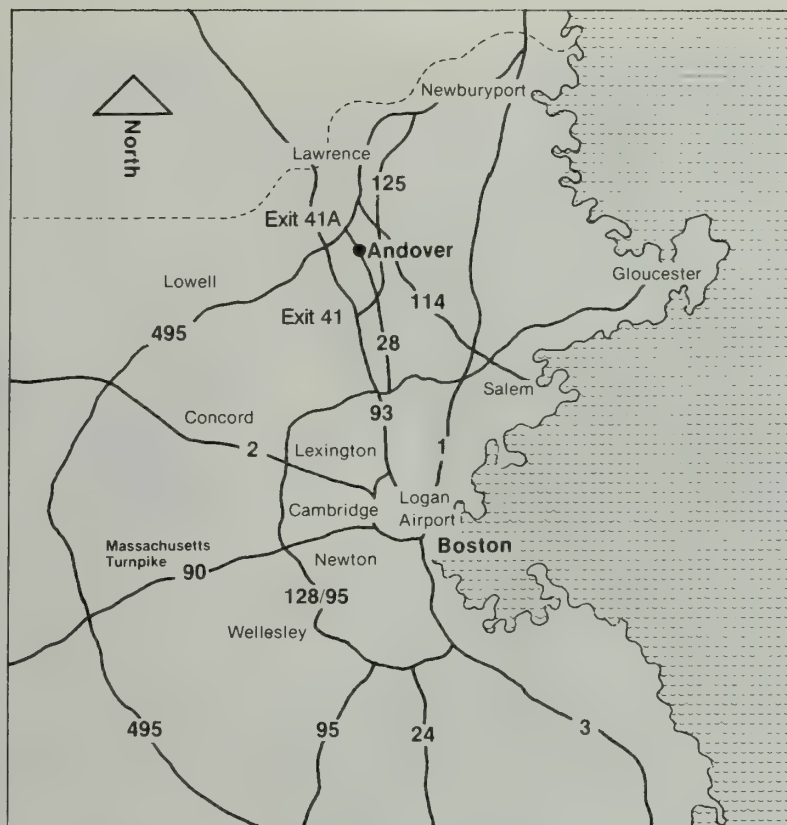 Newburyport
North
Lawrence
125
Exit 41A
Andover
Gloucester
Lowell
114
Exit 41
495
28
Salem
93
Concord
2
Lexington
1
Logan
Airport
Cambridge
Boston
Massachusetts
Turnpike
90
Newton
128/95
Wellesley
495
95
24
3